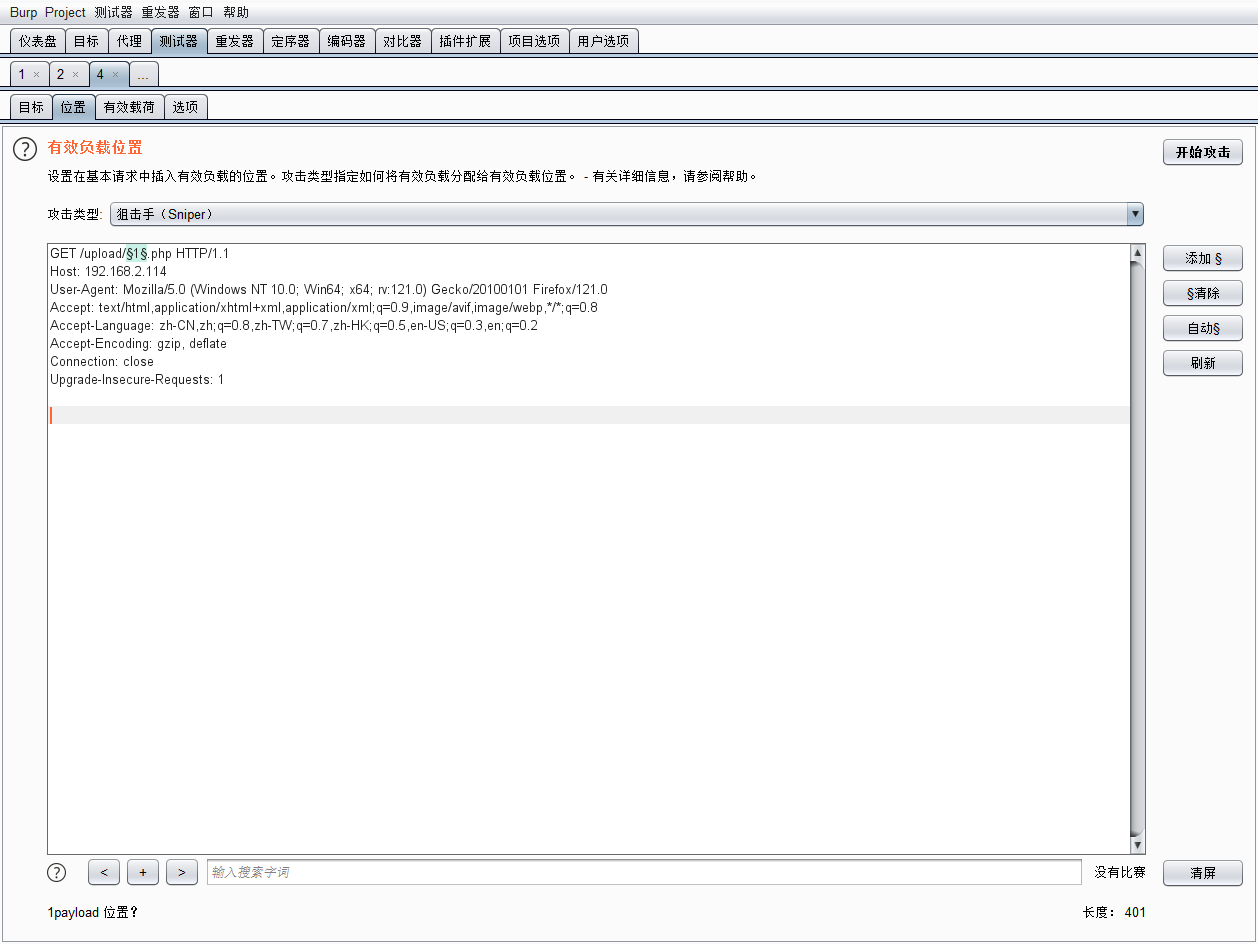 Burp Project 测试器 重发器 窗口 帮助
仪表盘 目标 代理 测试器 重发器 定序器 编码器 对比器 插件扩展 项目选项 用户选项
1 × 2 × 4 × ...
目标 位置 有效载荷 选项
? 有效负载位置 开始攻击
设置在基本请求中插入有效负载的位置。攻击类型指定如何将有效负载分配给有效负载位置。 - 有关详细信息，请参阅帮助。
攻击类型: 狙击手（Sniper）
GET /upload/§1§.php HTTP/1.1 添加 §
Host: 192.168.2.114
User-Agent: Mozilla/5.0 (Windows NT 10.0; Win64; x64; rv:121.0) Gecko/20100101 Firefox/121.0 §清除
Accept: text/html,application/xhtml+xml,application/xml;q=0.9,image/avif,image/webp,*/*;q=0.8
Accept-Language: zh-CN,zh;q=0.8,zh-TW;q=0.7,zh-HK;q=0.5,en-US;q=0.3,en;q=0.2 自动§
Accept-Encoding: gzip, deflate
Connection: close 刷新
Upgrade-Insecure-Requests: 1
? < + > 输入搜索字词 没有比赛 清屏
1payload 位置？ 长度： 401